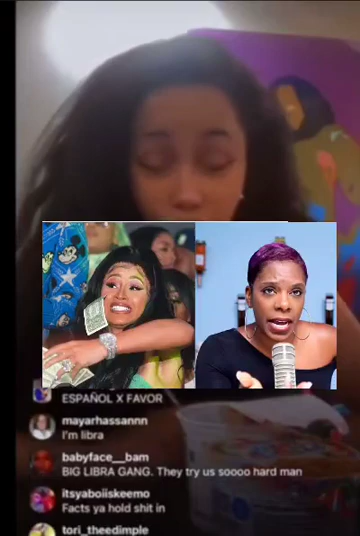 ESPAÑOL X FAVOR
mayarhassannn
I'm libra
babyface__bam
BIG LIBRA GANG. They try us soooo hard man
itsyaboiiskeemo
Facts ya hold shit in
tori_theedimple